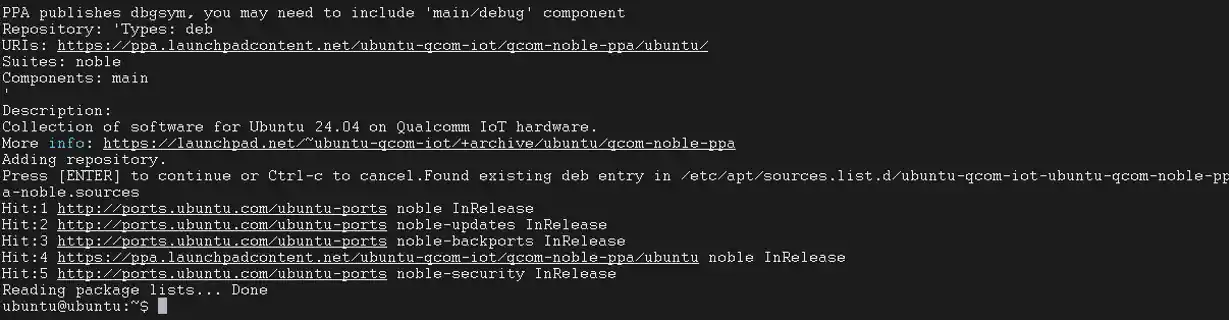 PPA publishes dbgsym, you may need to include 'main/debug' component
Repository: 'Types: deb
URIs: https://ppa.launchpadcontent.net/ubuntu-qcom-iot/qcom-noble-ppa/ubuntu/
Suites: noble
Components: main
'
Description:
Collection of software for Ubuntu 24.04 on Qualcomm IoT hardware.
More info: https://launchpad.net/~ubuntu-qcom-iot/+archive/ubuntu/qcom-noble-ppa
Adding repository.
Press [ENTER] to continue or Ctrl-c to cancel.Found existing deb entry in /etc/apt/sources.list.d/ubuntu-qcom-iot-ubuntu-qcom-noble-pp
a-noble.sources
Hit:1 http://ports.ubuntu.com/ubuntu-ports noble InRelease
Hit:2 http://ports.ubuntu.com/ubuntu-ports noble-updates InRelease
Hit:3 http://ports.ubuntu.com/ubuntu-ports noble-backports InRelease
Hit:4 https://ppa.launchpadcontent.net/ubuntu-qcom-iot/qcom-noble-ppa/ubuntu noble InRelease
Hit:5 http://ports.ubuntu.com/ubuntu-ports noble-security InRelease
Reading package lists... Done
ubuntu@ubuntu:~$